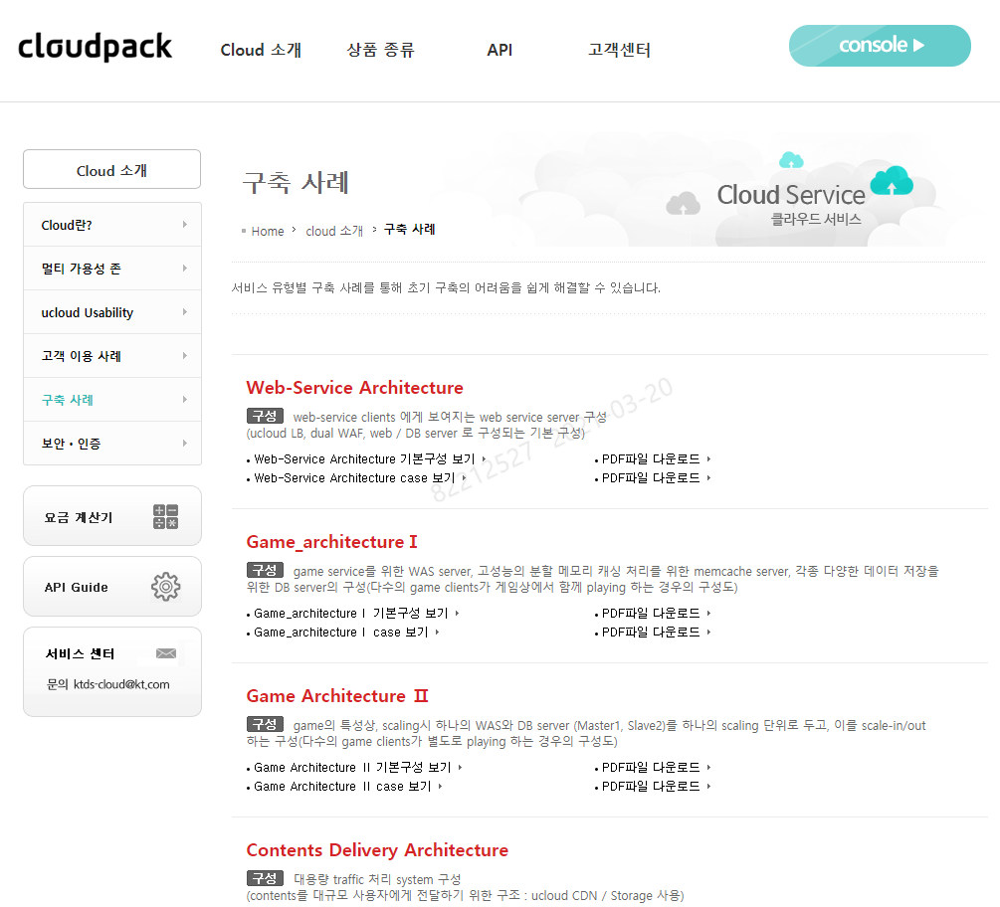 cloudpack
Cloud 소개 상품 종류 API 고객센터
console
Cloud 소개
Cloud란?
멀티 가용성 존
ucloud Usability
고객 이용 사례
구축 사례
보안 • 인증
요금 계산기
API Guide
서비스 센터
문의 ktds-cloud@kt.com
구축 사례
Cloud Service
클라우드 서비스
Home > cloud 소개 > 구축 사례
서비스 유형별 구축 사례를 통해 초기 구축의 어려움을 쉽게 해결할 수 있습니다.
Web-Service Architecture
구성 web-service clients 에게 보여지는 web service server 구성
(ucloud LB, dual WAF, web / DB server 로 구성되는 기본 구성)
• Web-Service Architecture 기본구성 보기 • PDF파일 다운로드
• Web-Service Architecture case 보기 • PDF파일 다운로드
82212527 2021-03-20
Game_architecture I
구성 game service를 위한 WAS server, 고성능의 분할 메모리 캐싱 처리를 위한 memcache server, 각종 다양한 데이터 저장을
위한 DB server의 구성(다수의 game clients가 게임상에서 함께 playing 하는 경우의 구성도)
• Game_architecture I 기본구성 보기 • PDF파일 다운로드
• Game_architecture I case 보기 • PDF파일 다운로드
Game Architecture Ⅱ
구성 game의 특성상, scaling시 하나의 WAS와 DB server (Master1, Slave2)를 하나의 scaling 단위로 두고, 이를 scale-in/out
하는 구성(다수의 game clients가 별도로 playing 하는 경우의 구성도)
• Game Architecture Ⅱ 기본구성 보기 • PDF파일 다운로드
• Game Architecture Ⅱ case 보기 • PDF파일 다운로드
Contents Delivery Architecture
구성 대용량 traffic 처리 system 구성
(contents를 대규모 사용자에게 전달하기 위한 구조 : ucloud CDN / Storage 사용)